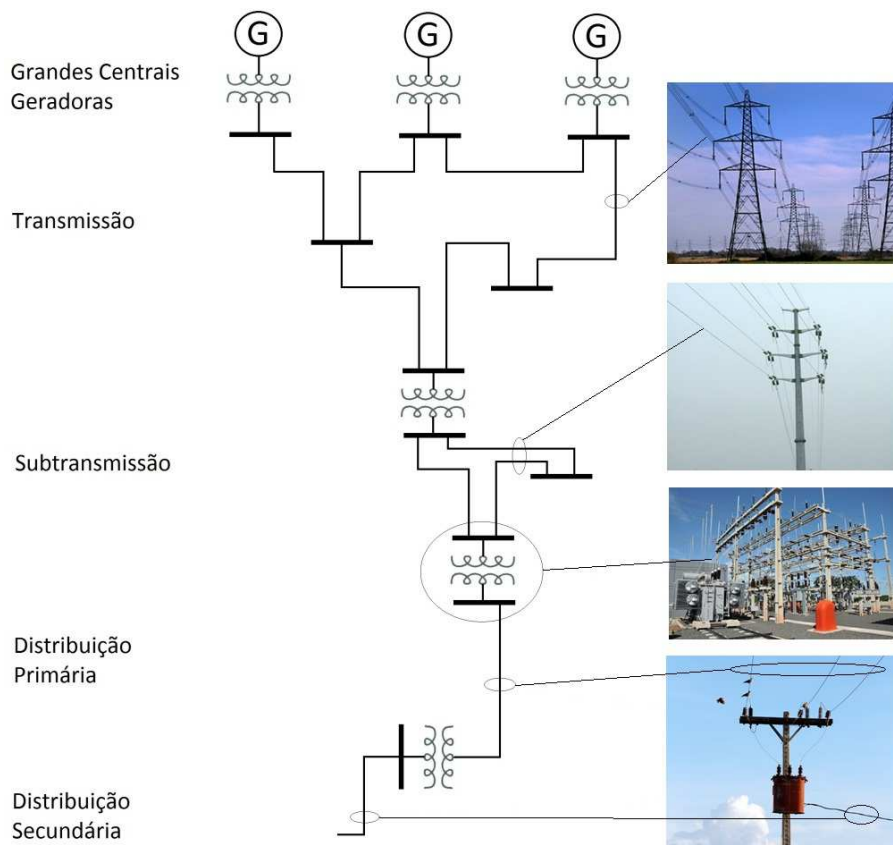 G
G
G
Grandes Centrais
Geradoras
Transmissão
Subtransmissão
Distribuição
Primária
Distribuição
Secundária